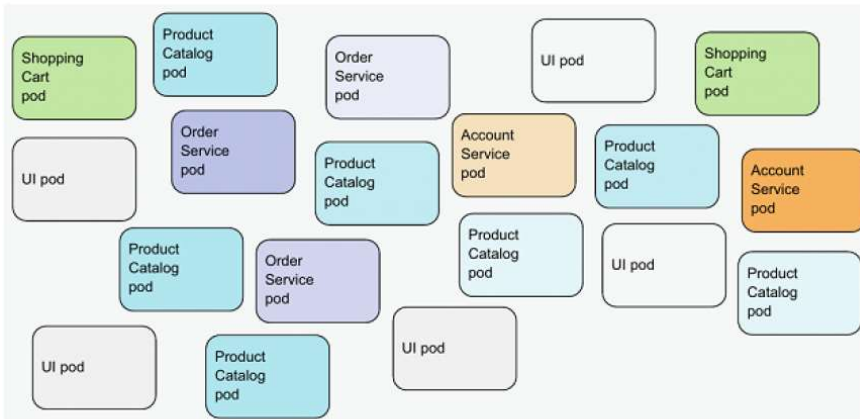 Shopping
Cart
pod
Product
Catalog
pod
Order
Service
pod
UI pod
Shopping
Cart
pod
UI pod
Order
Service
pod
Product
Catalog
pod
Account
Service
pod
Product
Catalog
pod
Account
Service
pod
Product
Catalog
pod
Order
Service
pod
Product
Catalog
pod
UI pod
Product
Catalog
pod
UI pod
Product
Catalog
pod
UI pod